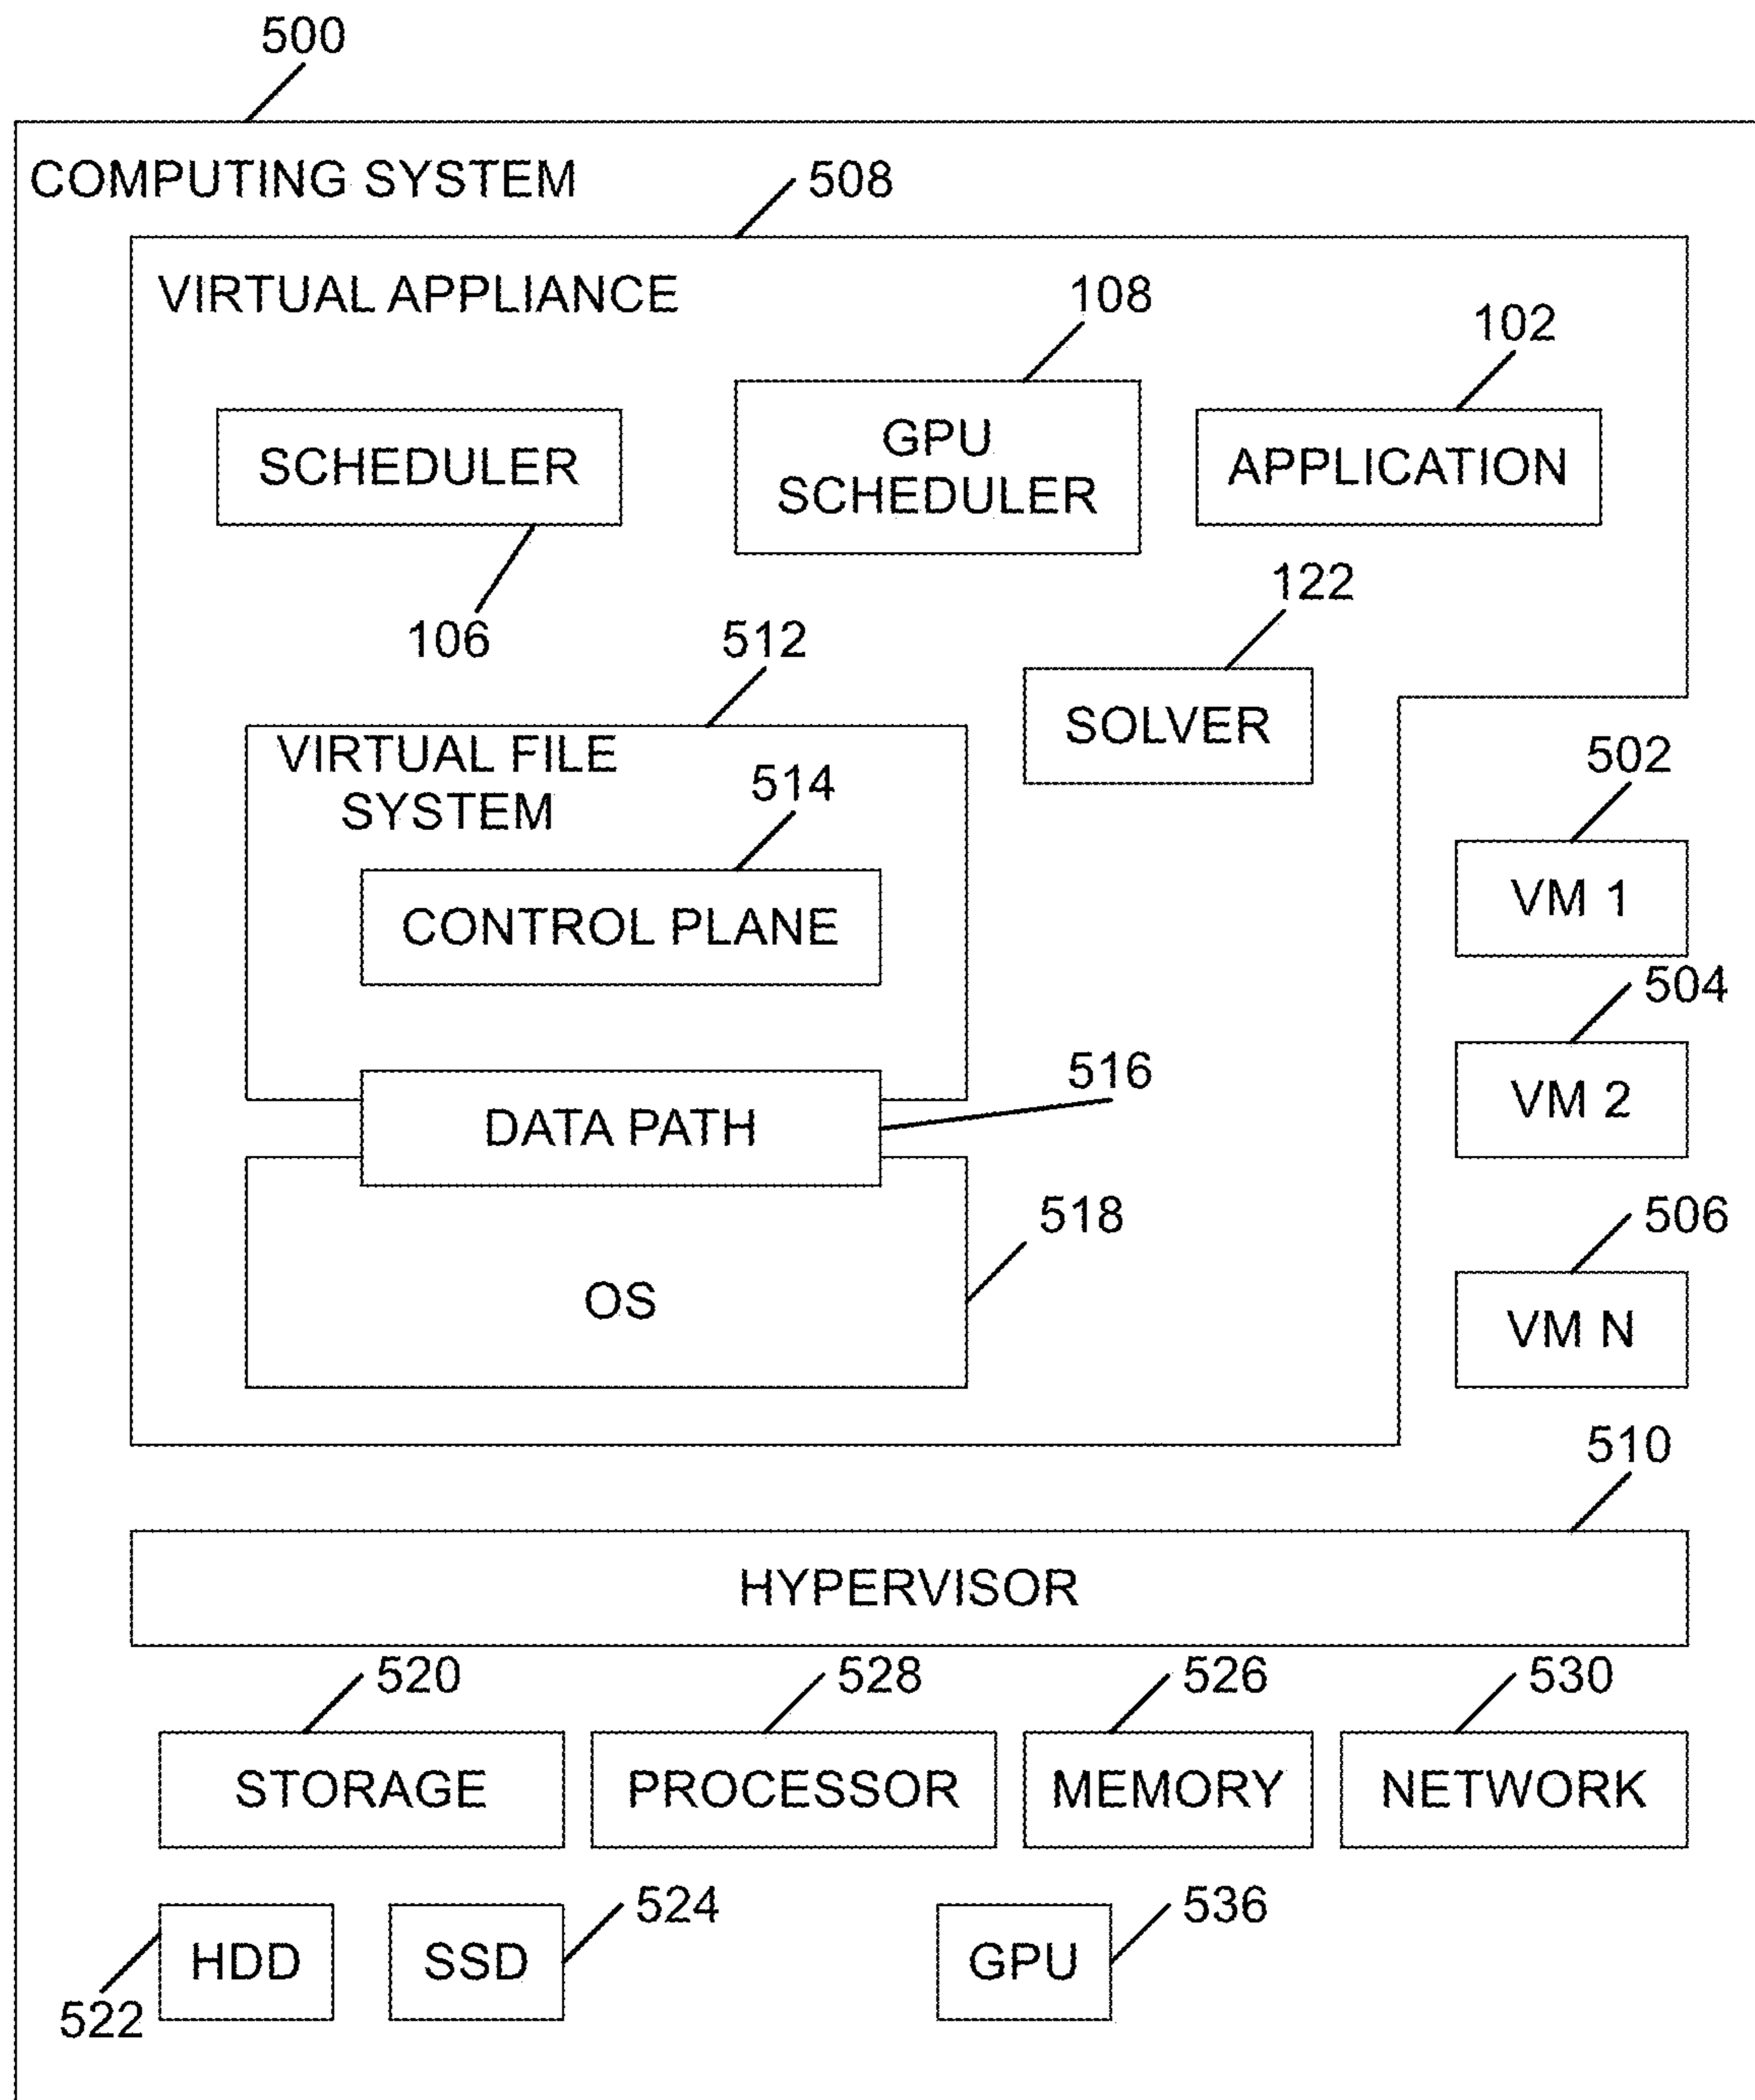 500
COMPUTING SYSTEM
508
VIRTUAL APPLIANCE
108
102
SCHEDULER
GPU
SCHEDULER
APPLICATION
106
512
122
VIRTUAL FILE
SYSTEM
514
SOLVER
502
CONTROL PLANE
VM 1
504
516
DATA PATH
VM 2
518
506
OS
VM N
510
HYPERVISOR
520
528
526
530
STORAGE
PROCESSOR
MEMORY
NETWORK
524
536
HDD
SSD
GPU
522